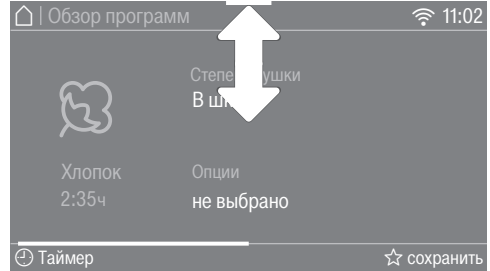 Обзор программ 11:02
В
Хлопок
Опции
2:35ч
не выбрано
Таймер
сохранить